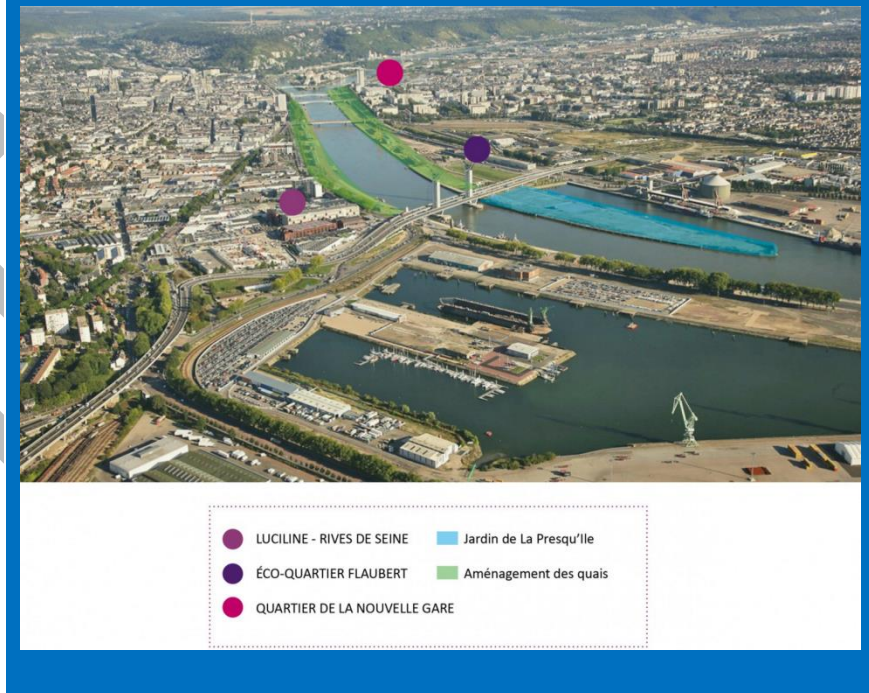 LUCILINE - RIVES DE SEINE
Jardin de La Presqu'Ile
ÉCO-QUARTIER FLAUBERT
Aménagement des quais
QUARTIER DE LA NOUVELLE GARE